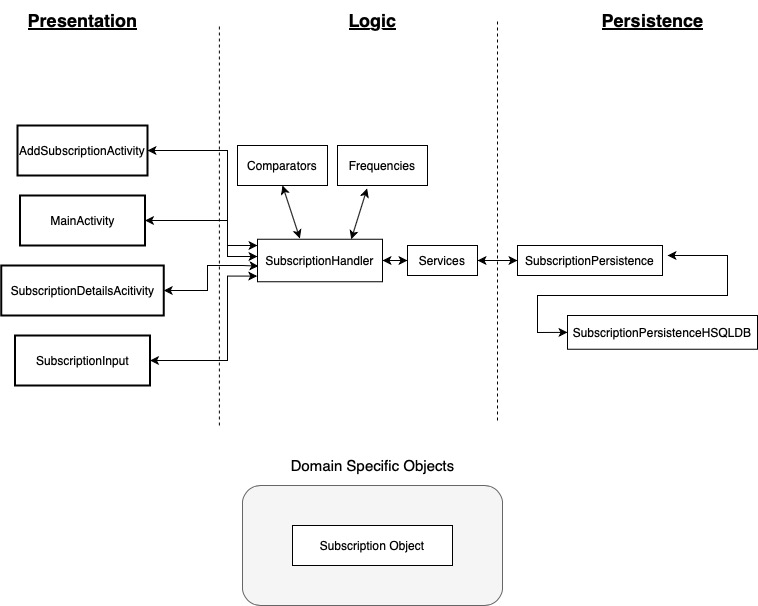 Presentation
Logic
Persistence
AddSubscriptionActivity
Comparators
Frequencies
MainActivity
SubscriptionHandler
Services
SubscriptionPersistence
SubscriptionDetailsAcitivity
SubscriptionInput
SubscriptionPersistenceHSQLDB
Domain Specific Objects
Subscription Object